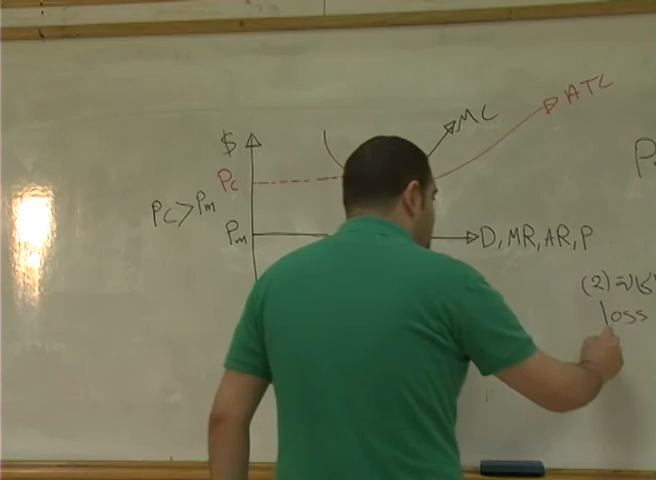 $
MC
ATC
Pc
Pc > Pm
Pm
D, MR, AR, P
(2)
loss